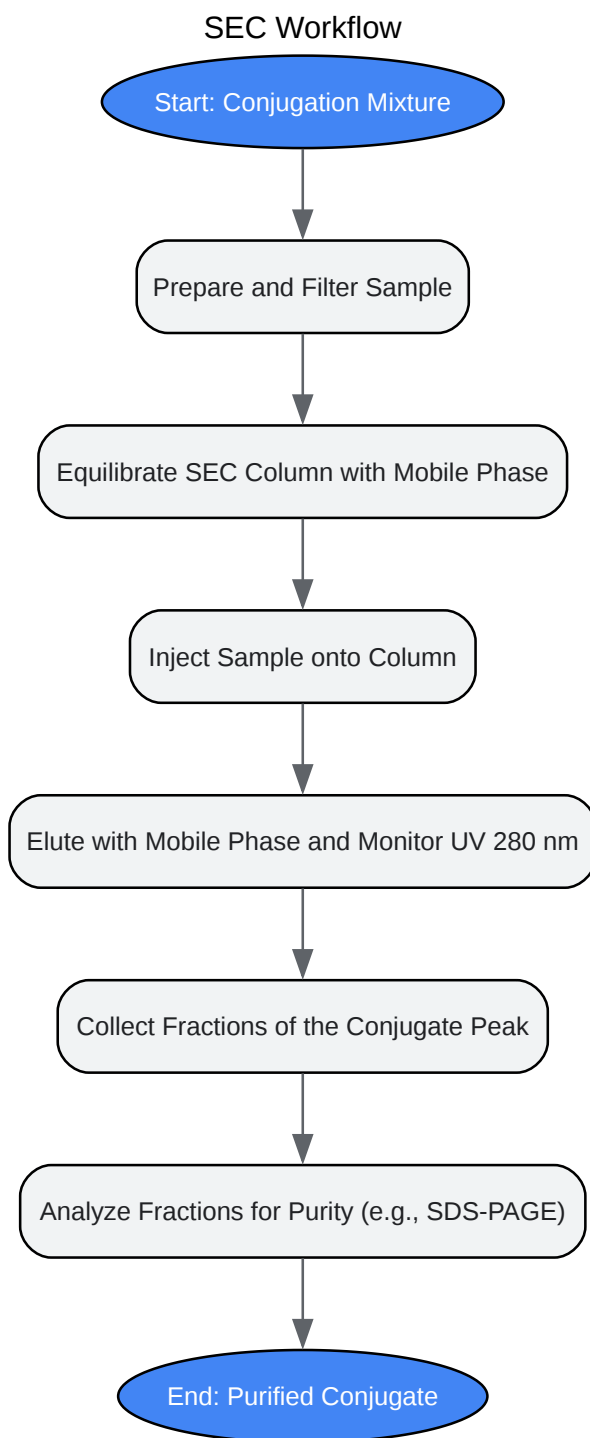 SEC Workflow
Start: Conjugation Mixture
Prepare and Filter Sample
Equilibrate SEC Column with Mobile Phase
Inject Sample onto Column
Elute with Mobile Phase and Monitor UV 280 nm
Collect Fractions of the Conjugate Peak
Analyze Fractions for Purity (e.g., SDS-PAGE)
End: Purified Conjugate